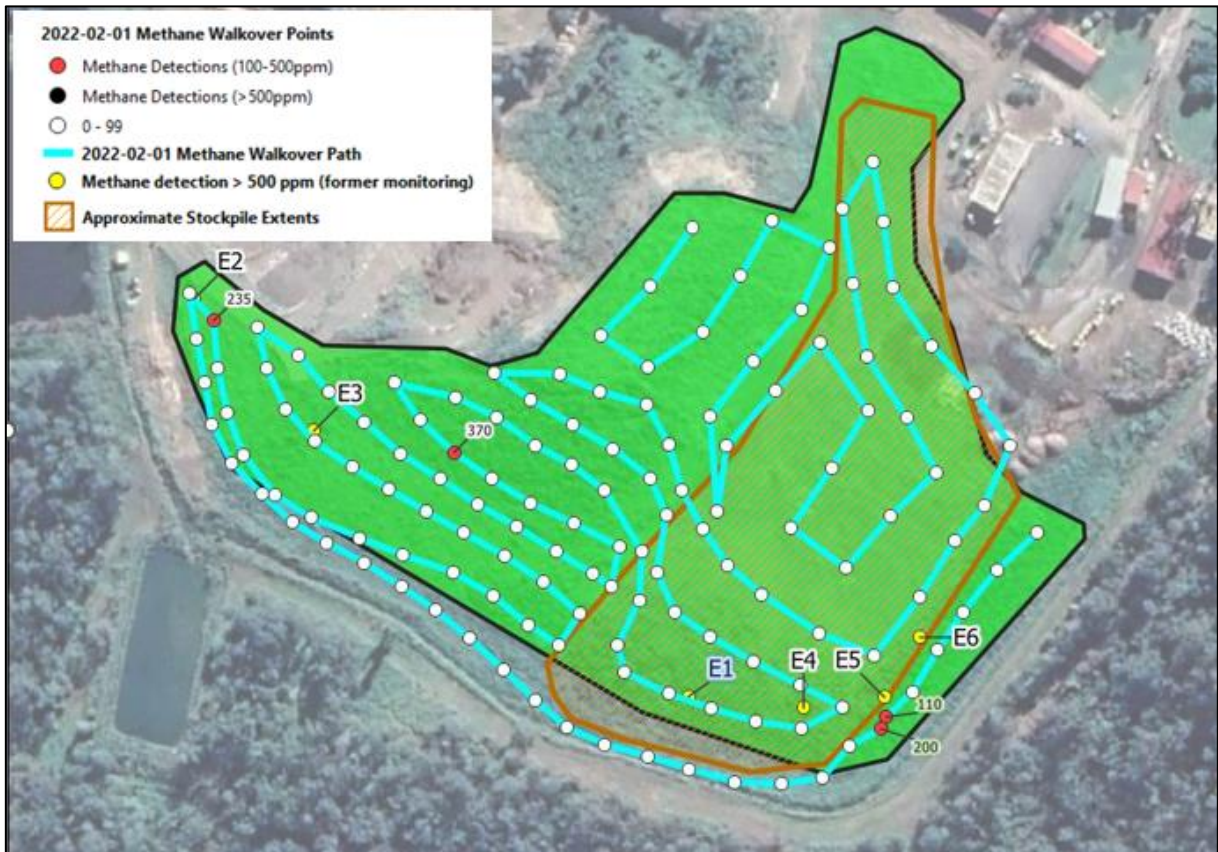 2022-02-01 Methane Walkover Points
Methane Detections (100-500ppm)
Methane Detections (>500ppm)
0 - 99
2022-02-01 Methane Walkover Path
Methane detection > 500 ppm (former monitoring)
Approximate Stockpile Extents
E2
235
E3
370
E6
E5
E4
E1
110
200